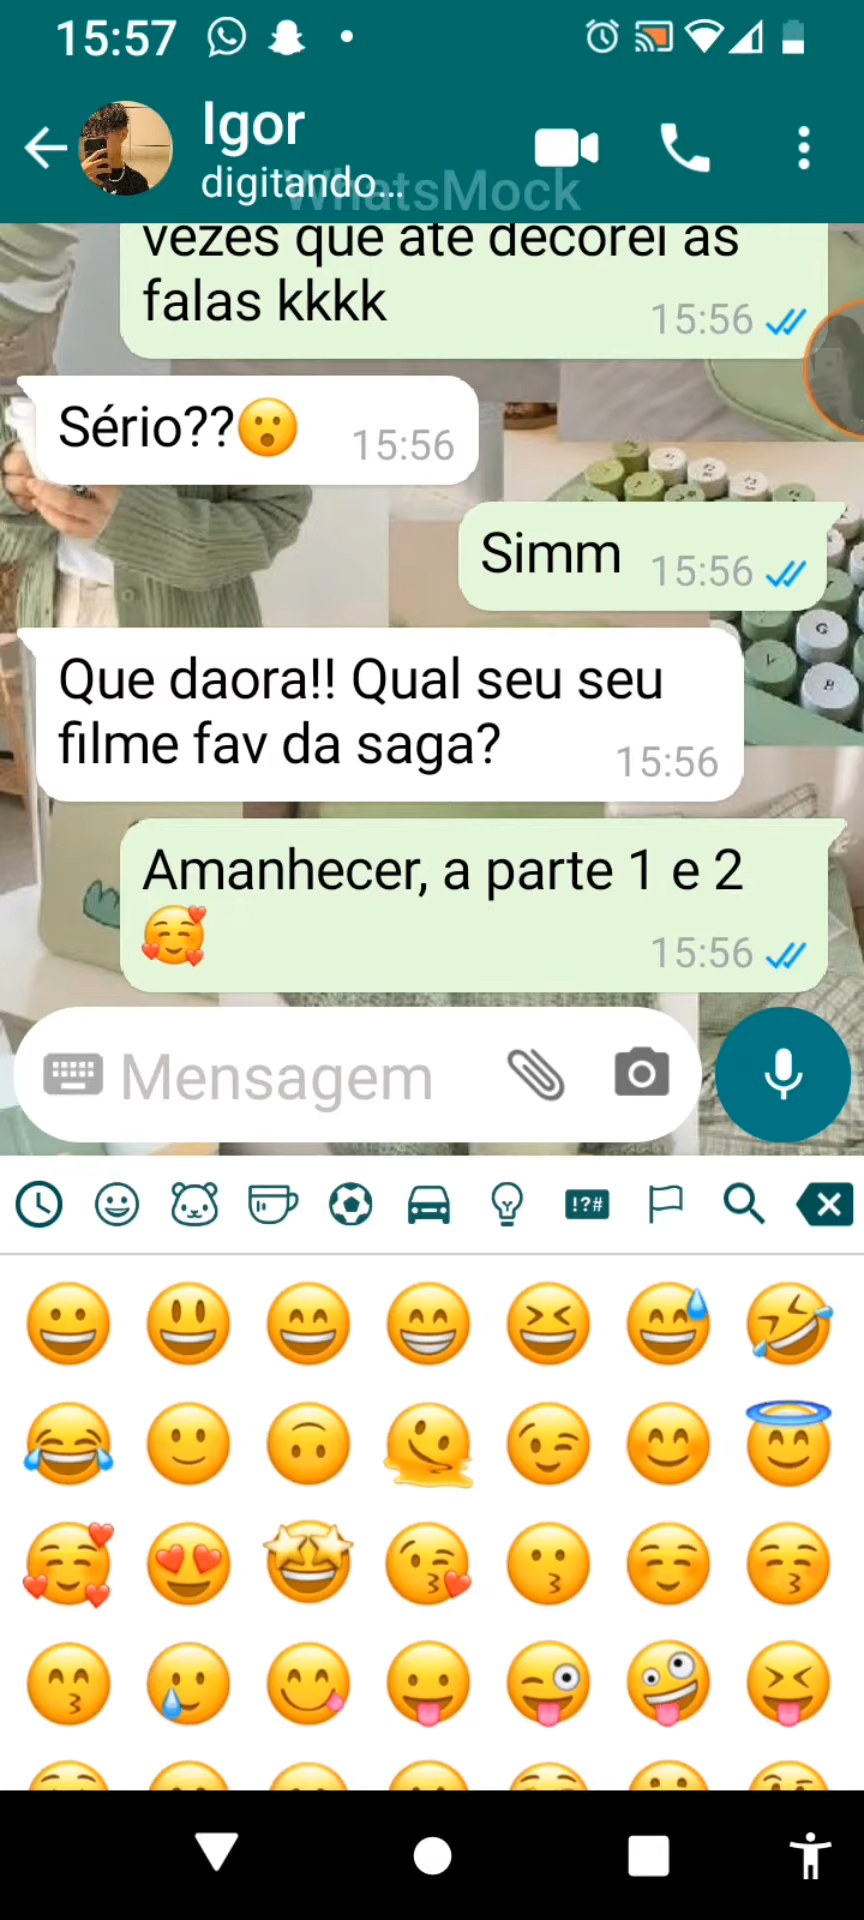 15:57
Igor
digitando...
WhatsMock
vezes que até decorei as
falas kkkk
15:56
Sério??😮
15:56
Simm
15:56
Que daora!! Qual seu seu
filme fav da saga?
15:56
Amanhecer, a parte 1 e 2
🥰
15:56
Mensagem
!?#